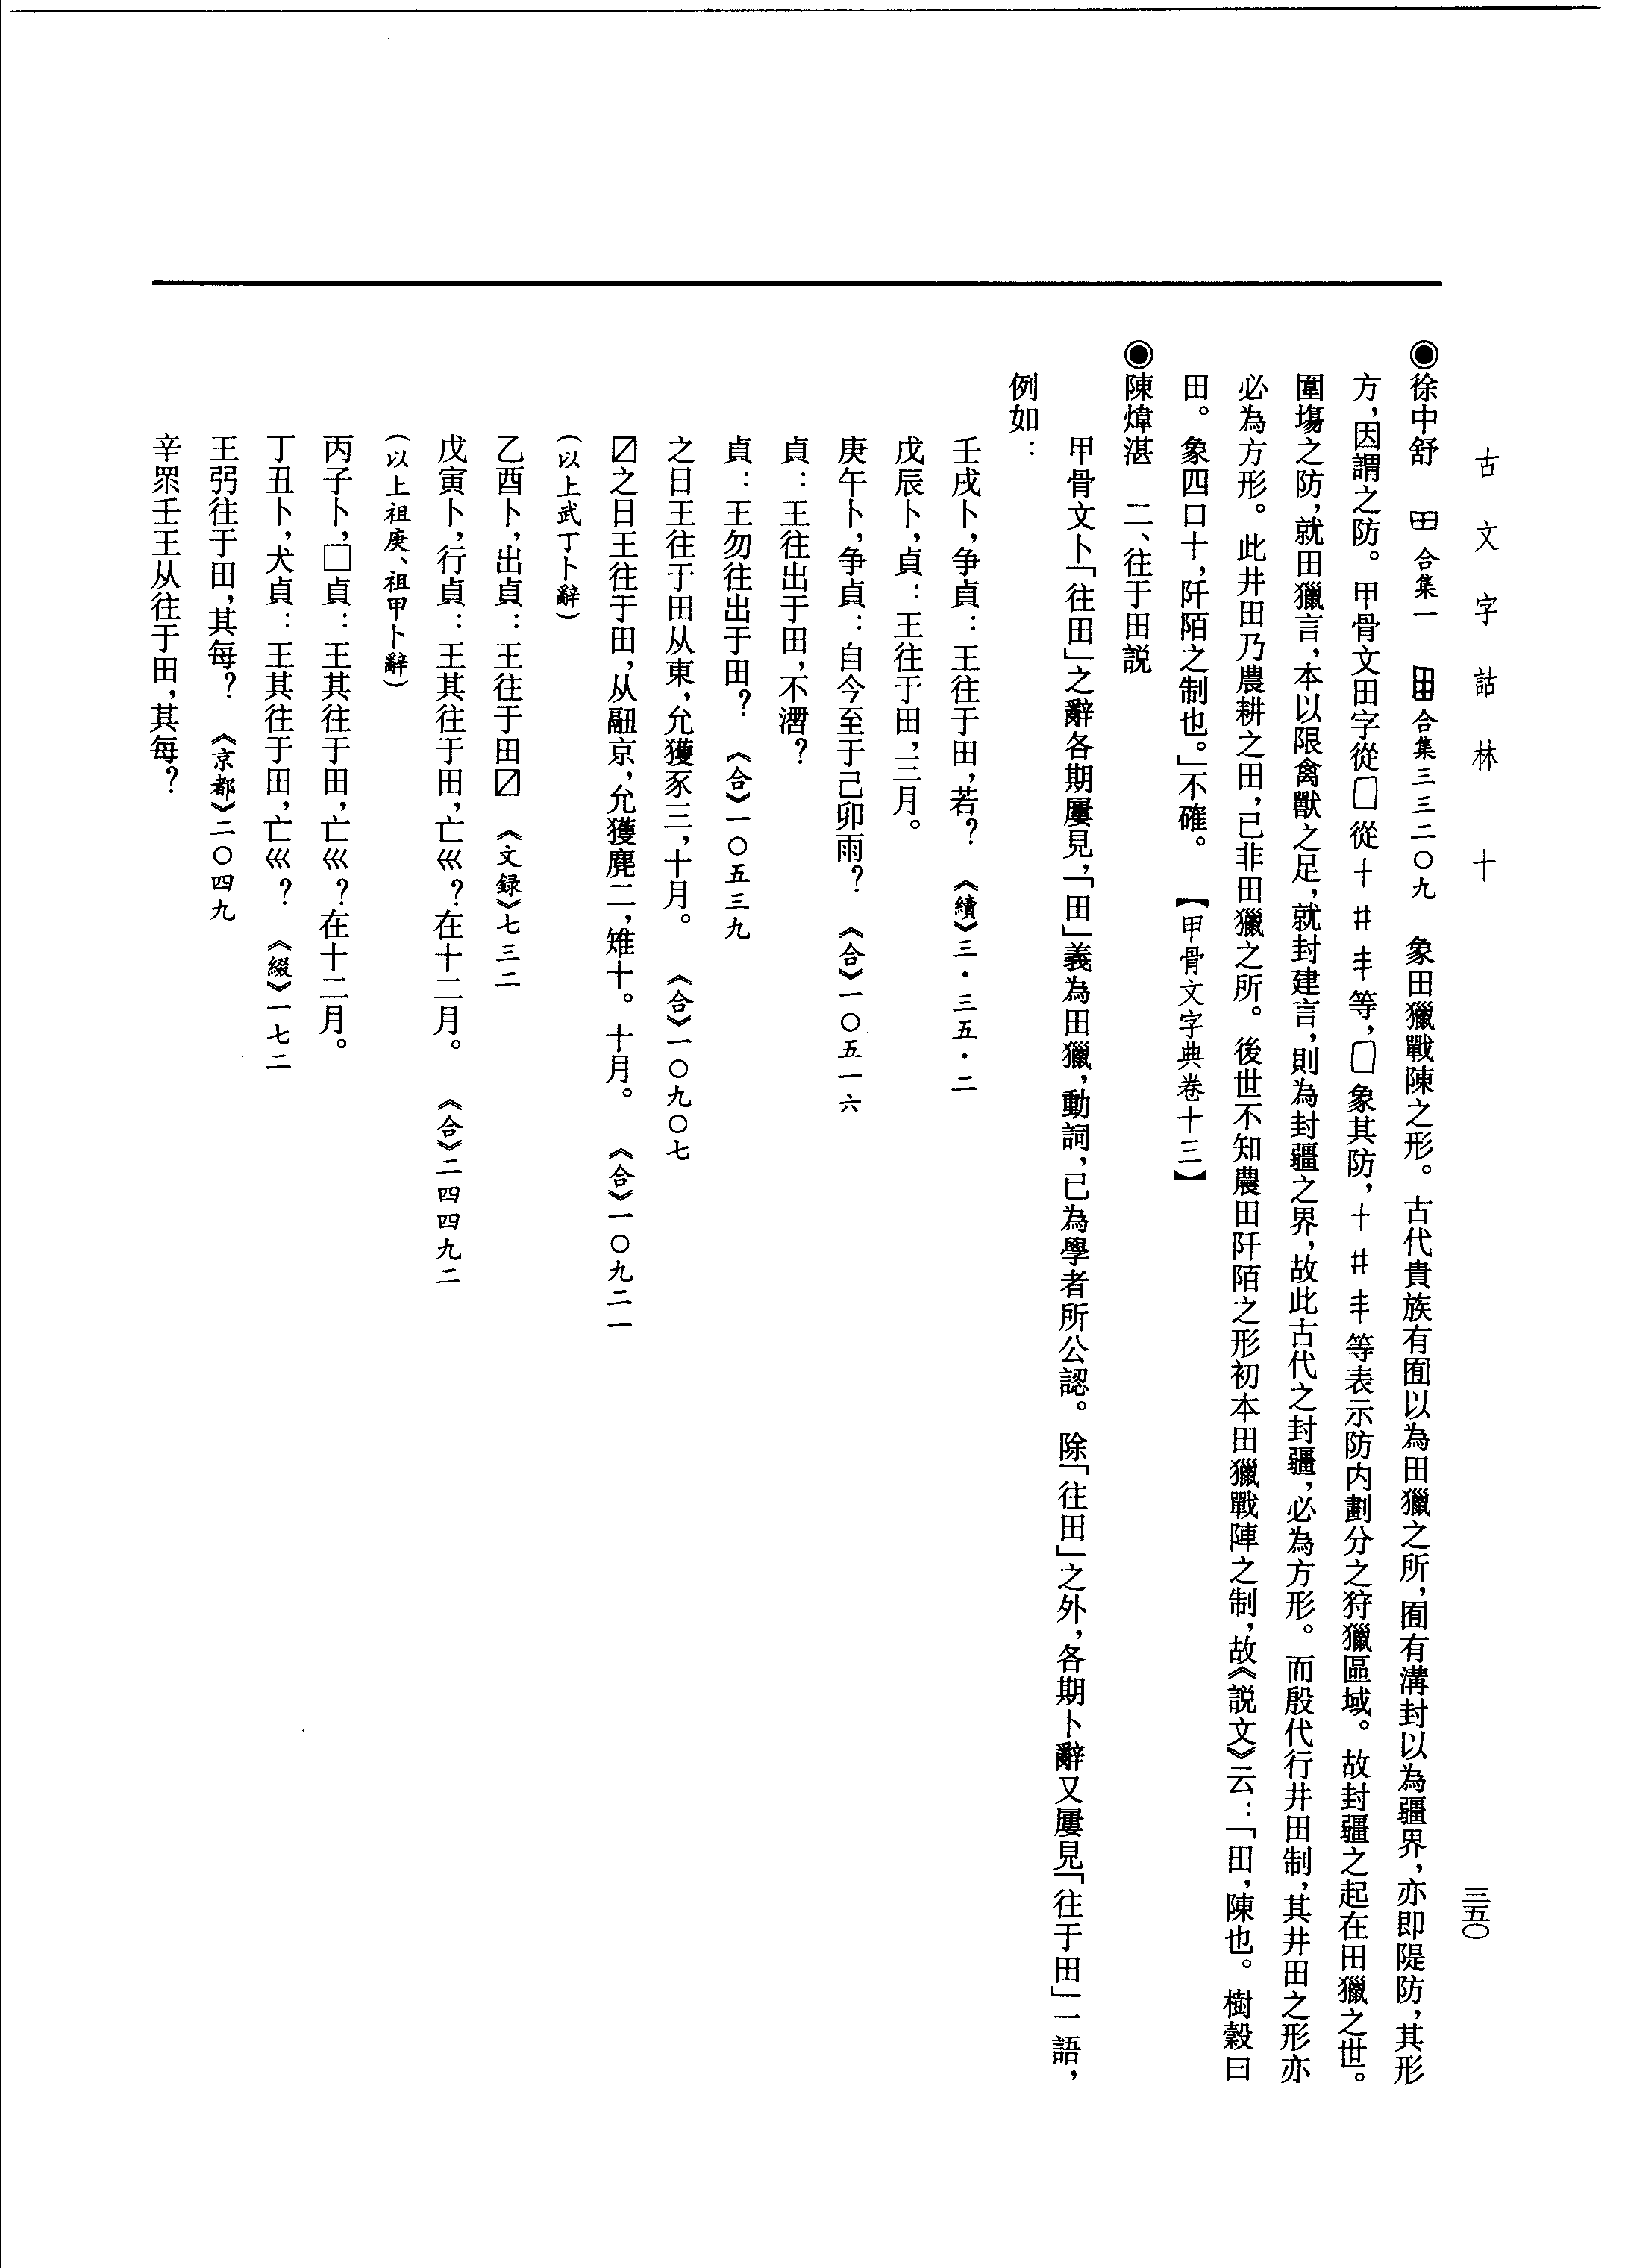 古文字詁林　十
三五〇
◉徐中舒　田合集一　合集三三二〇九　象田獵戰陳之形。古代貴族有囿以為田獵之所，囿有溝封以為疆界，亦即隄防，其形
方，因謂之防。甲骨文田字從囗從十井丰等，囗象其防，十井丰等表示防内劃分之狩獵區域。故封疆之起在田獵之世。
圍場之防，就田獵言，本以限禽獸之足，就封建言，則為封疆之界，故此古代之封疆，必為方形。而殷代行井田制，其井田之形亦
必為方形。此井田乃農耕之田，已非田獵之所。後世不知農田阡陌之形初本田獵戰陣之制，故《説文》云：「田，陳也。樹穀曰
田。象四口十，阡陌之制也。」不確。【甲骨文字典卷十三】
◉陳煒湛　二、往于田説
甲骨文卜「往田」之辭各期屢見，「田」義為田獵，動詞，已為學者所公認。除「往田」之外，各期卜辭又屢見「往于田」一語，
例如：
壬戌卜，争貞：王往于田，若？　《續》三·三五·二
戊辰卜，貞：王往于田，三月。
庚午卜，争貞：自今至于己卯雨？　《合》一〇五一六
貞：王往出于田，不潛？
貞：王勿往出于田？　《合》一〇五三九
之日王往于田从東，允獲豕三，十月。　《合》一〇九〇七
〼之日王往于田，从融京，允獲麂二，雉十。十月。　《合》一〇九二一
（以上武丁卜辭）
乙酉卜，出貞：王往于田〼　《文録》七三二
戊寅卜，行貞：王其往于田，亡巛？在十二月。　《合》二四四九二
（以上祖庚、祖甲卜辭）
丙子卜，□貞：王其往于田，亡巛？在十二月。
丁丑卜，犬貞：王其往于田，亡巛？　《綴》一七二
王弜往于田，其每？　《京都》二〇四九
辛眔壬王从往于田，其每？